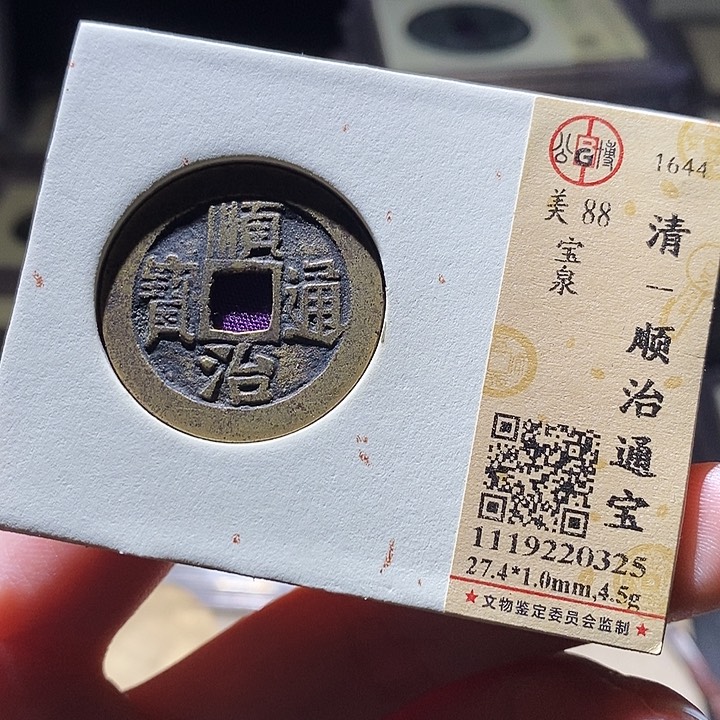 順治通寶
公博
G
1644
美 88
宝泉
清 - 顺治通宝
1119220325
27.4*1.0mm,4.5g
★文物鉴定委员会监制★